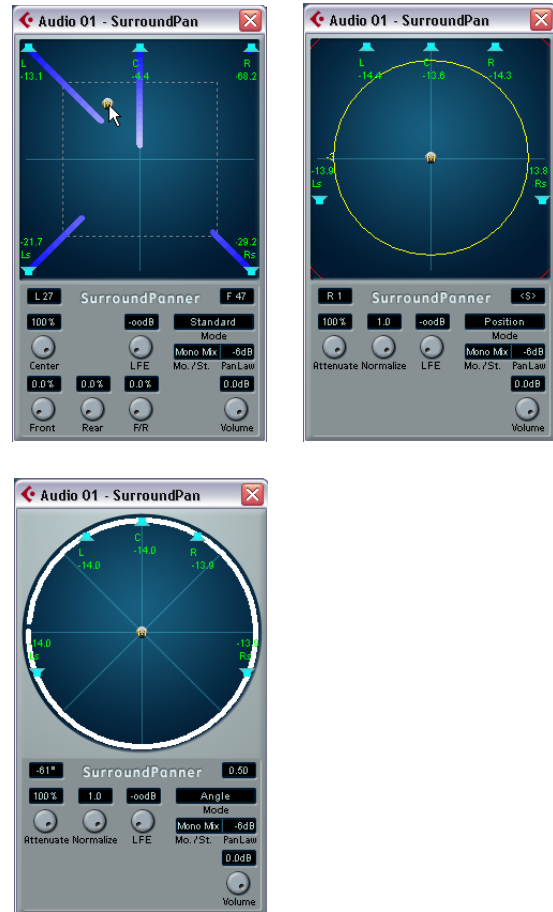 Audio 01 - SurroundPan
L C R
-13.1 -4.4 -68.2
-21.7 -29.2
Ls Rs
L 27 SurroundPanner F 47
100% -oodB Standard
Mode
Center LFE Mono Mix -6dB
Mo./St. PanLaw
0.0% 0.0% 0.0% 0.0dB
Front Rear F/R Volume
Audio 01 - SurroundPan
L C R
-14.4 -13.6 -14.3
-3
-13.9 13.8
Ls Rs
R 1 SurroundPanner <S>
100% 1.0 -oodB Position
Mode
Attenuate Normalize LFE Mono Mix -6dB
Mo./St. PanLaw
0.0dB
Volume
Audio 01 - SurroundPan
C
L -14.0 R
-14.0 -13.9
14.0
Ls Rs
-61° SurroundPanner 0.50
100% 1.0 -oodB Angle
Mode
Attenuate Normalize LFE Mono Mix -6dB
Mo./St. PanLaw
0.0dB
Volume